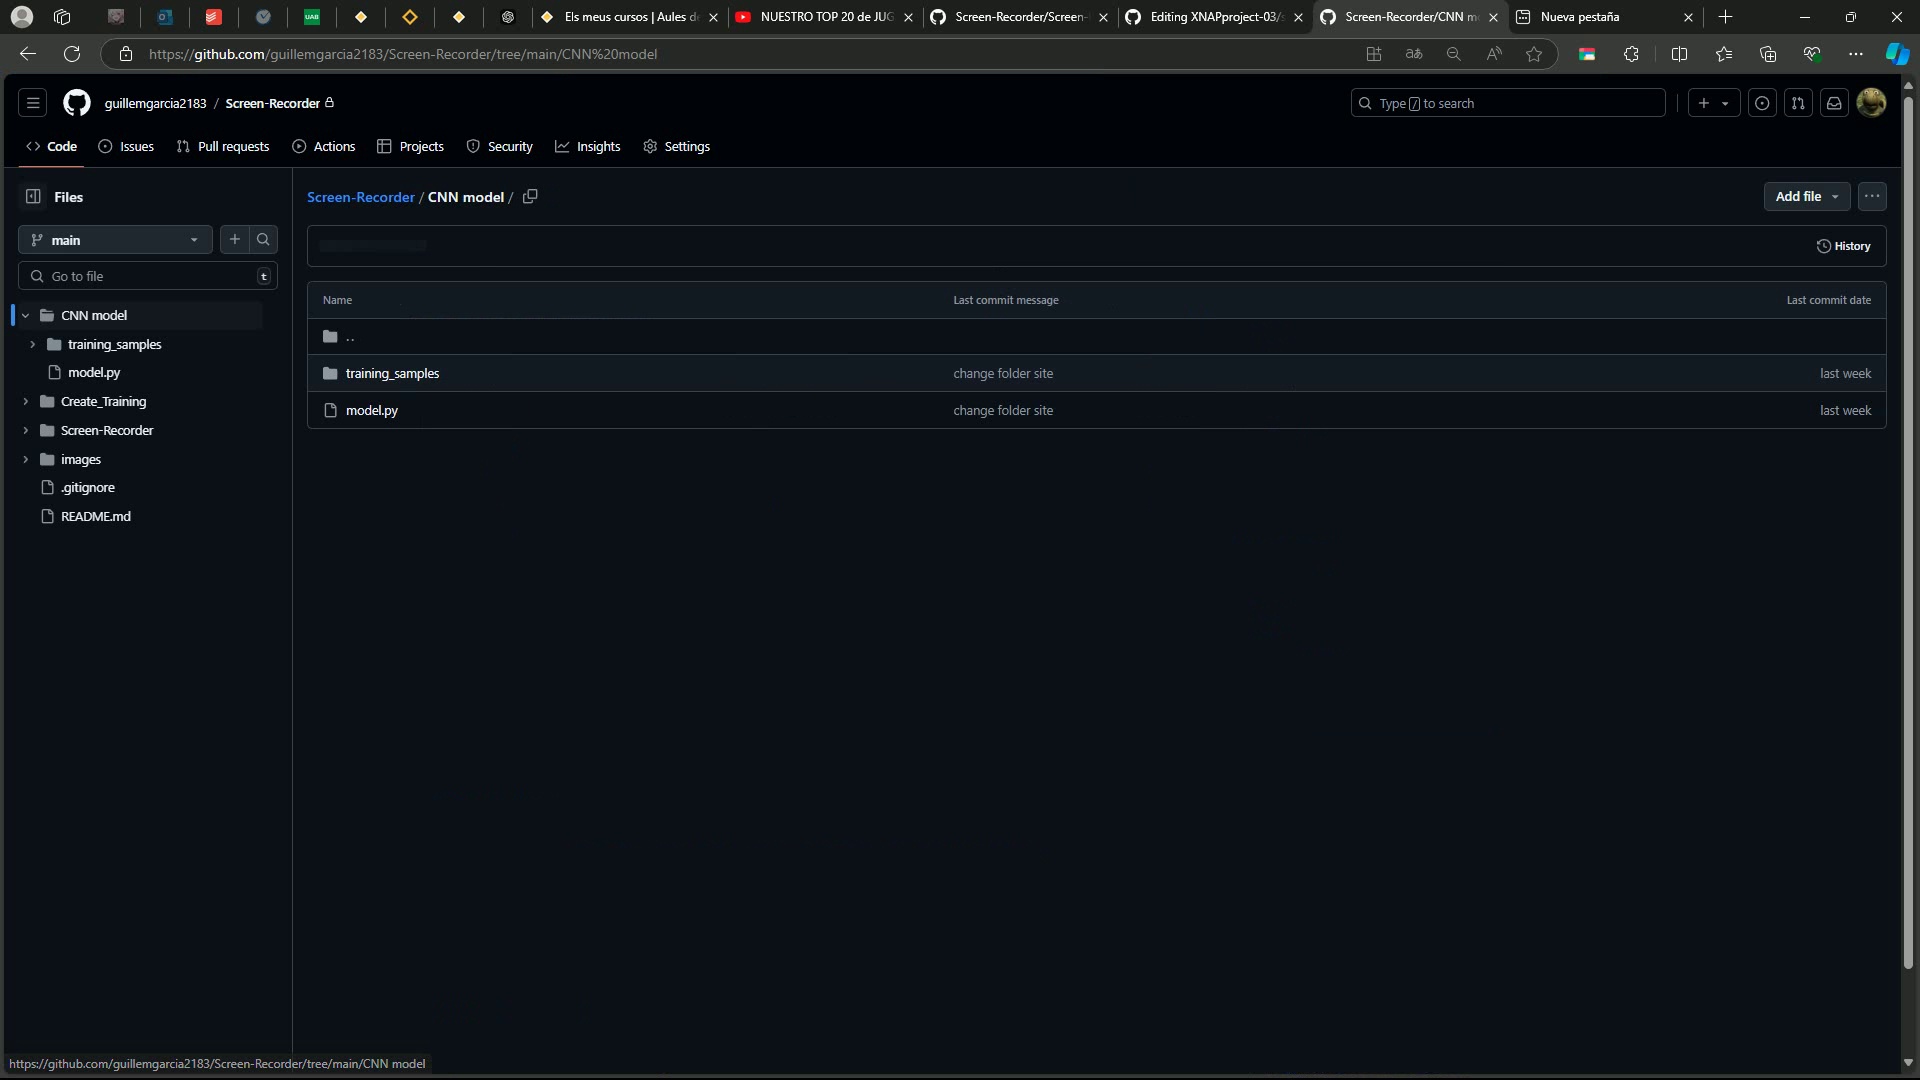 UAB
Els meus cursos | Aules d
NUESTRO TOP 20 de JUG
Screen-Recorder/Screen-
Editing XNAPproject-03/s
Screen-Recorder/CNN m
Nueva pestaña
https://github.com/guillemgarcia2183/Screen-Recorder/tree/main/CNN%20model
guillemgarcia2183 / Screen-Recorder
Type / to search
Code
Issues
Pull requests
Actions
Projects
Security
Insights
Settings
Files
Screen-Recorder / CNN model /
Add file
main
History
Go to file
t
Name
Last commit message
Last commit date
CNN model
training_samples
model.py
Create_Training
Screen-Recorder
images
.gitignore
README.md
..
training_samples
change folder site
last week
model.py
change folder site
last week
https://github.com/guillemgarcia2183/Screen-Recorder/tree/main/CNN model